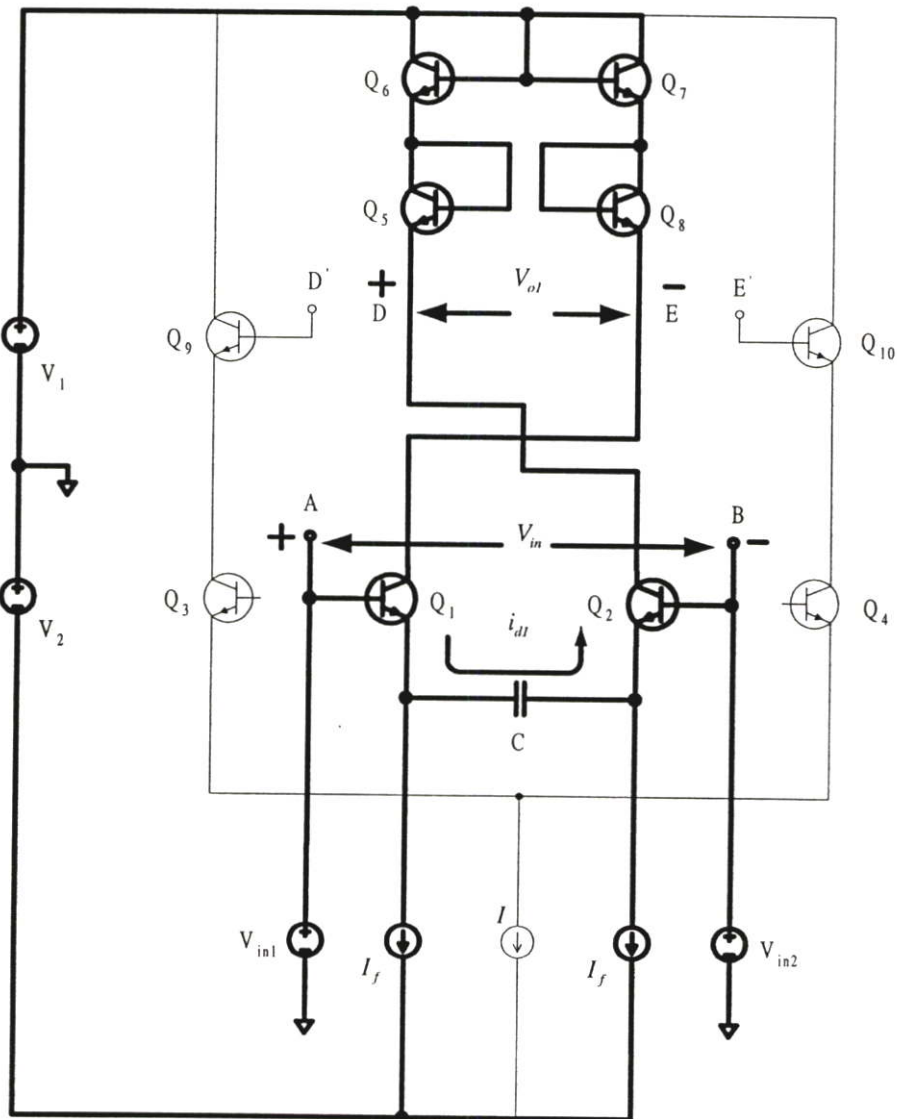 Q6
Q7
Q5
Q8
D' + Vo1 − E'
D E
Q9
Q10
V1
A
B
+ Vin −
Q3
Q1
Q2
Q4
V2
id1
C
I
Vin1
If
If
Vin2